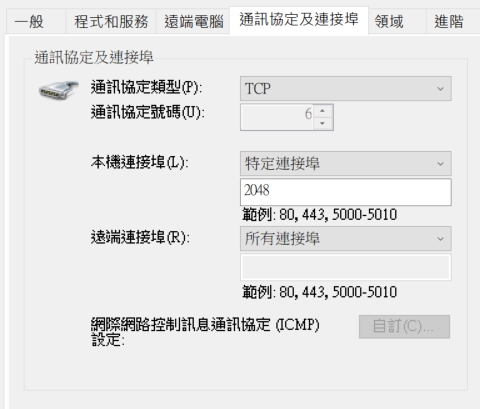 一般 程式和服務 遠端電腦 通訊協定及連接埠 領域 進階
通訊協定及連接埠
通訊協定類型(P): TCP
通訊協定號碼(U): 6
本機連接埠(L): 特定連接埠
2048
範例: 80, 443, 5000-5010
遠端連接埠(R): 所有連接埠
範例: 80, 443, 5000-5010
網際網路控制訊息通訊協定 (ICMP) 自訂(C)...
設定: